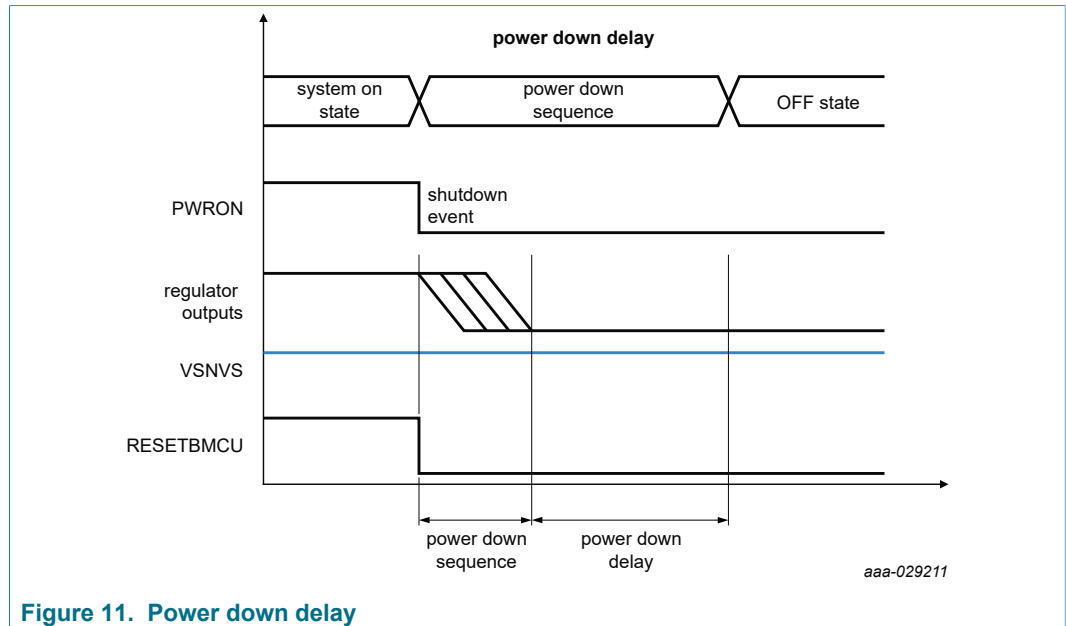 power down delay
system on
state
power down
sequence
OFF state
PWRON
shutdown
event
regulator
outputs
VSNVS
RESETBMCU
power down
sequence
power down
delay
aaa-029211
Figure 11. Power down delay